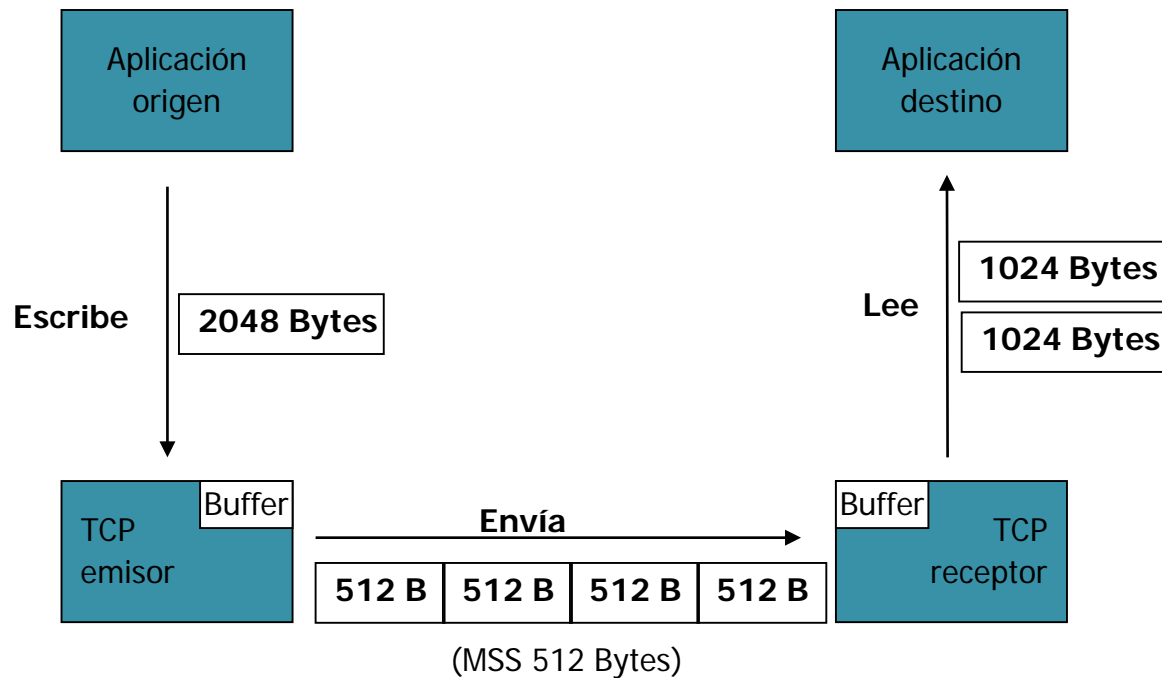 Aplicación
origen
Aplicación
destino
Escribe
2048 Bytes
Lee
1024 Bytes
1024 Bytes
TCP
emisor
Buffer
Envía
512 B
512 B
512 B
512 B
(MSS 512 Bytes)
Buffer
TCP
receptor